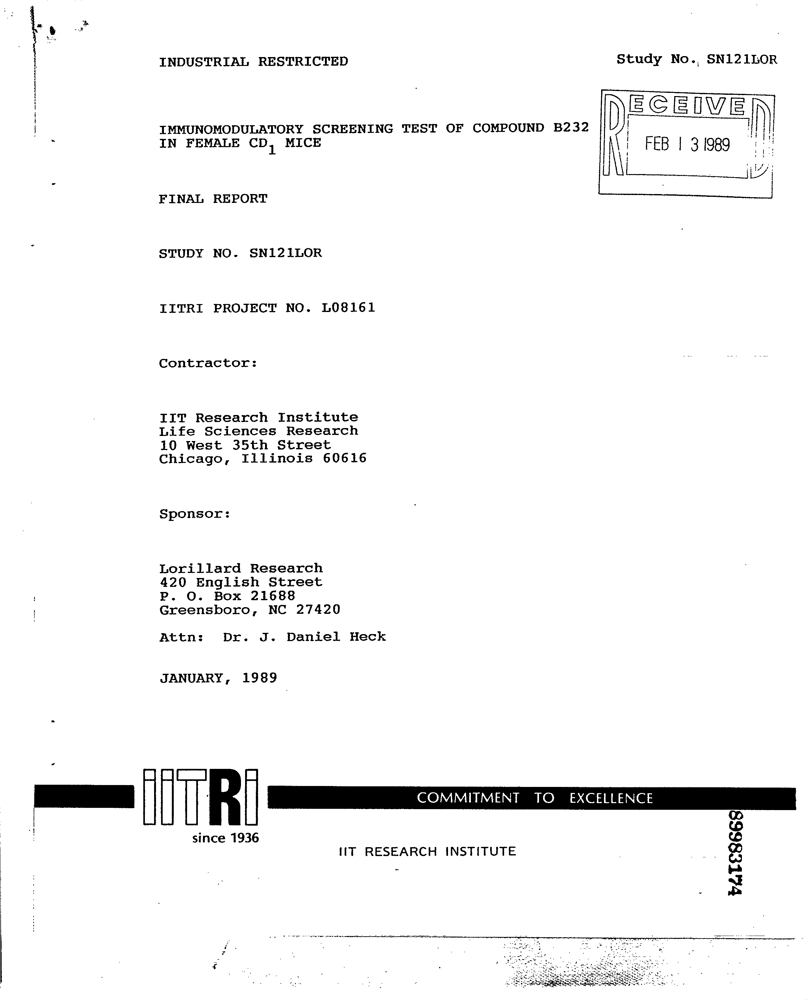 INDUSTRIAL RESTRICTED
Study No. SN121LOR
RECEIVED
FEB 13 1989
IMMUNOMODULATORY SCREENING TEST OF COMPOUND B232
IN FEMALE CD1 MICE
FINAL REPORT
STUDY NO. SN121LOR
IITRI PROJECT NO. L08161
Contractor:
IIT Research Institute
Life Sciences Research
10 West 35th Street
Chicago, Illinois 60616
Sponsor:
Lorillard Research
420 English Street
P. O. Box 21688
Greensboro, NC 27420
Attn: Dr. J. Daniel Heck
JANUARY, 1989
IITRI
COMMITMENT TO EXCELLENCE
since 1936
IIT RESEARCH INSTITUTE
89983174